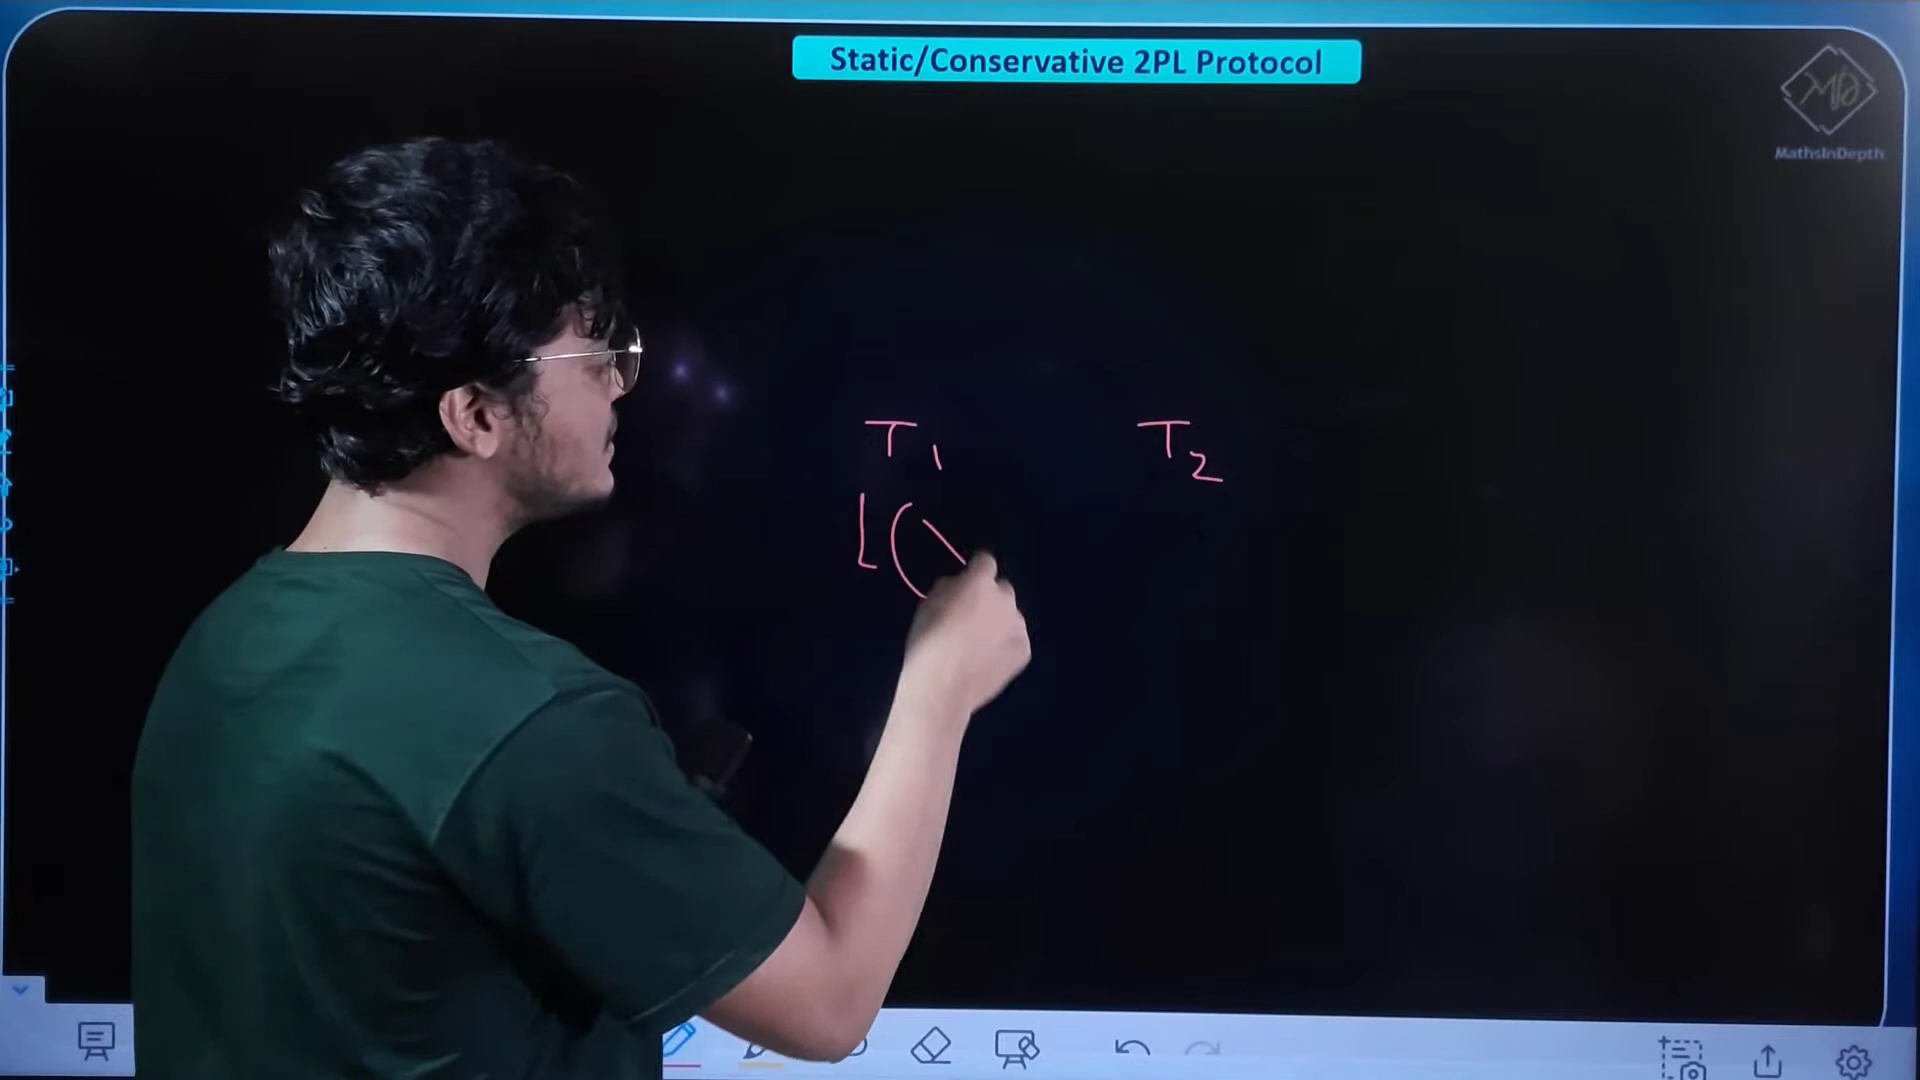 Static/Conservative 2PL Protocol
MathsInDepth
T1 T2
L(